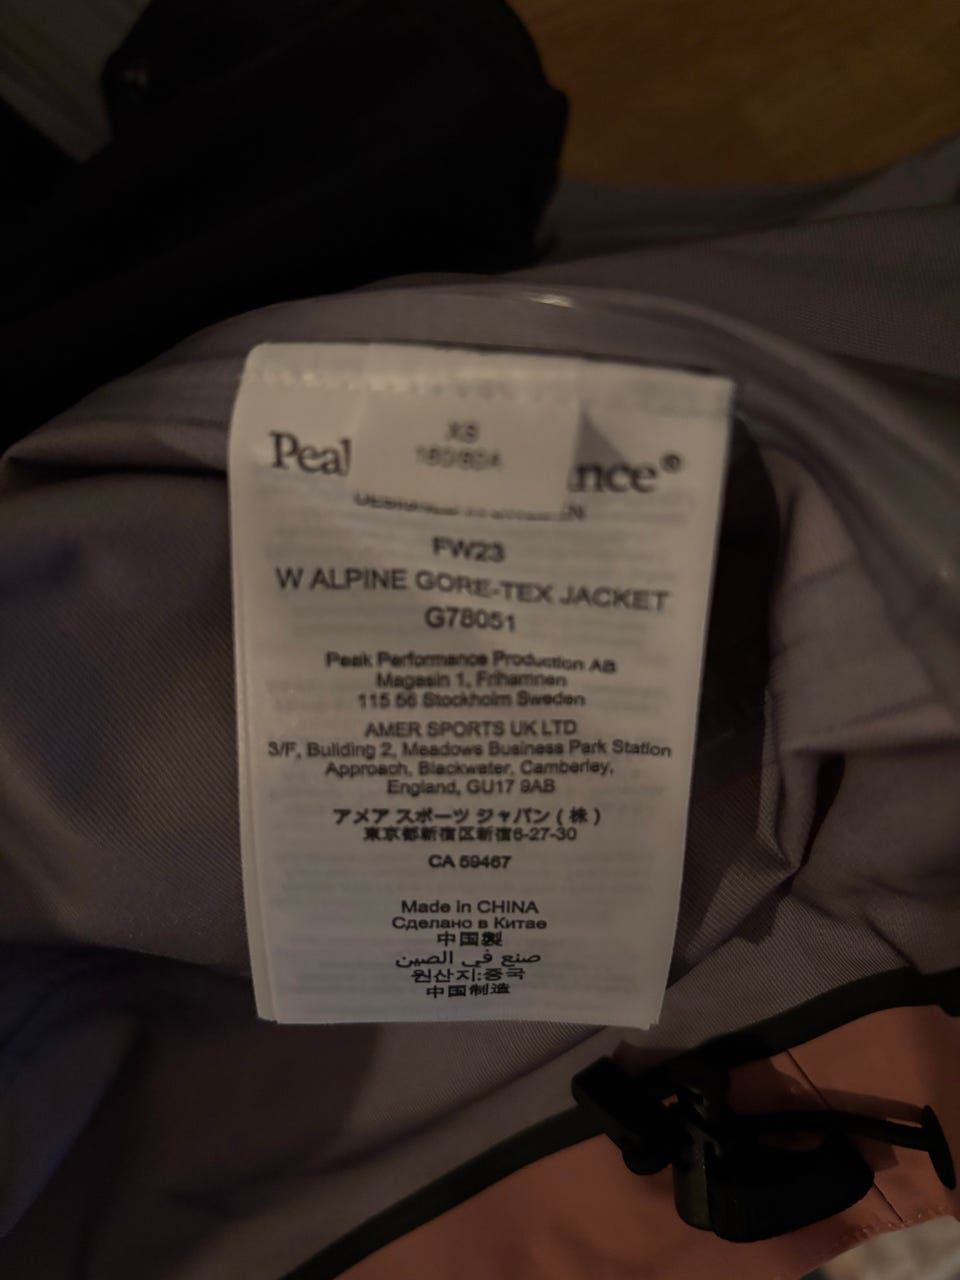 XS
160/80A
Peak
nce®
FW23
W ALPINE GORE-TEX JACKET
G78051
Peak Performance Production AB
Magasin 1, Frihamnen
115 56 Stockholm Sweden
AMER SPORTS UK LTD
3/F, Building 2, Meadows Business Park Station
Approach, Blackwater, Camberley,
England, GU17 9AB
アメア スポーツ ジャパン ( 株 )
東京都新宿区新宿6-27-30
CA 59467
Made in CHINA
Сделано в Китае
中国製
صنع في الصين
원산지:중국
中国制造